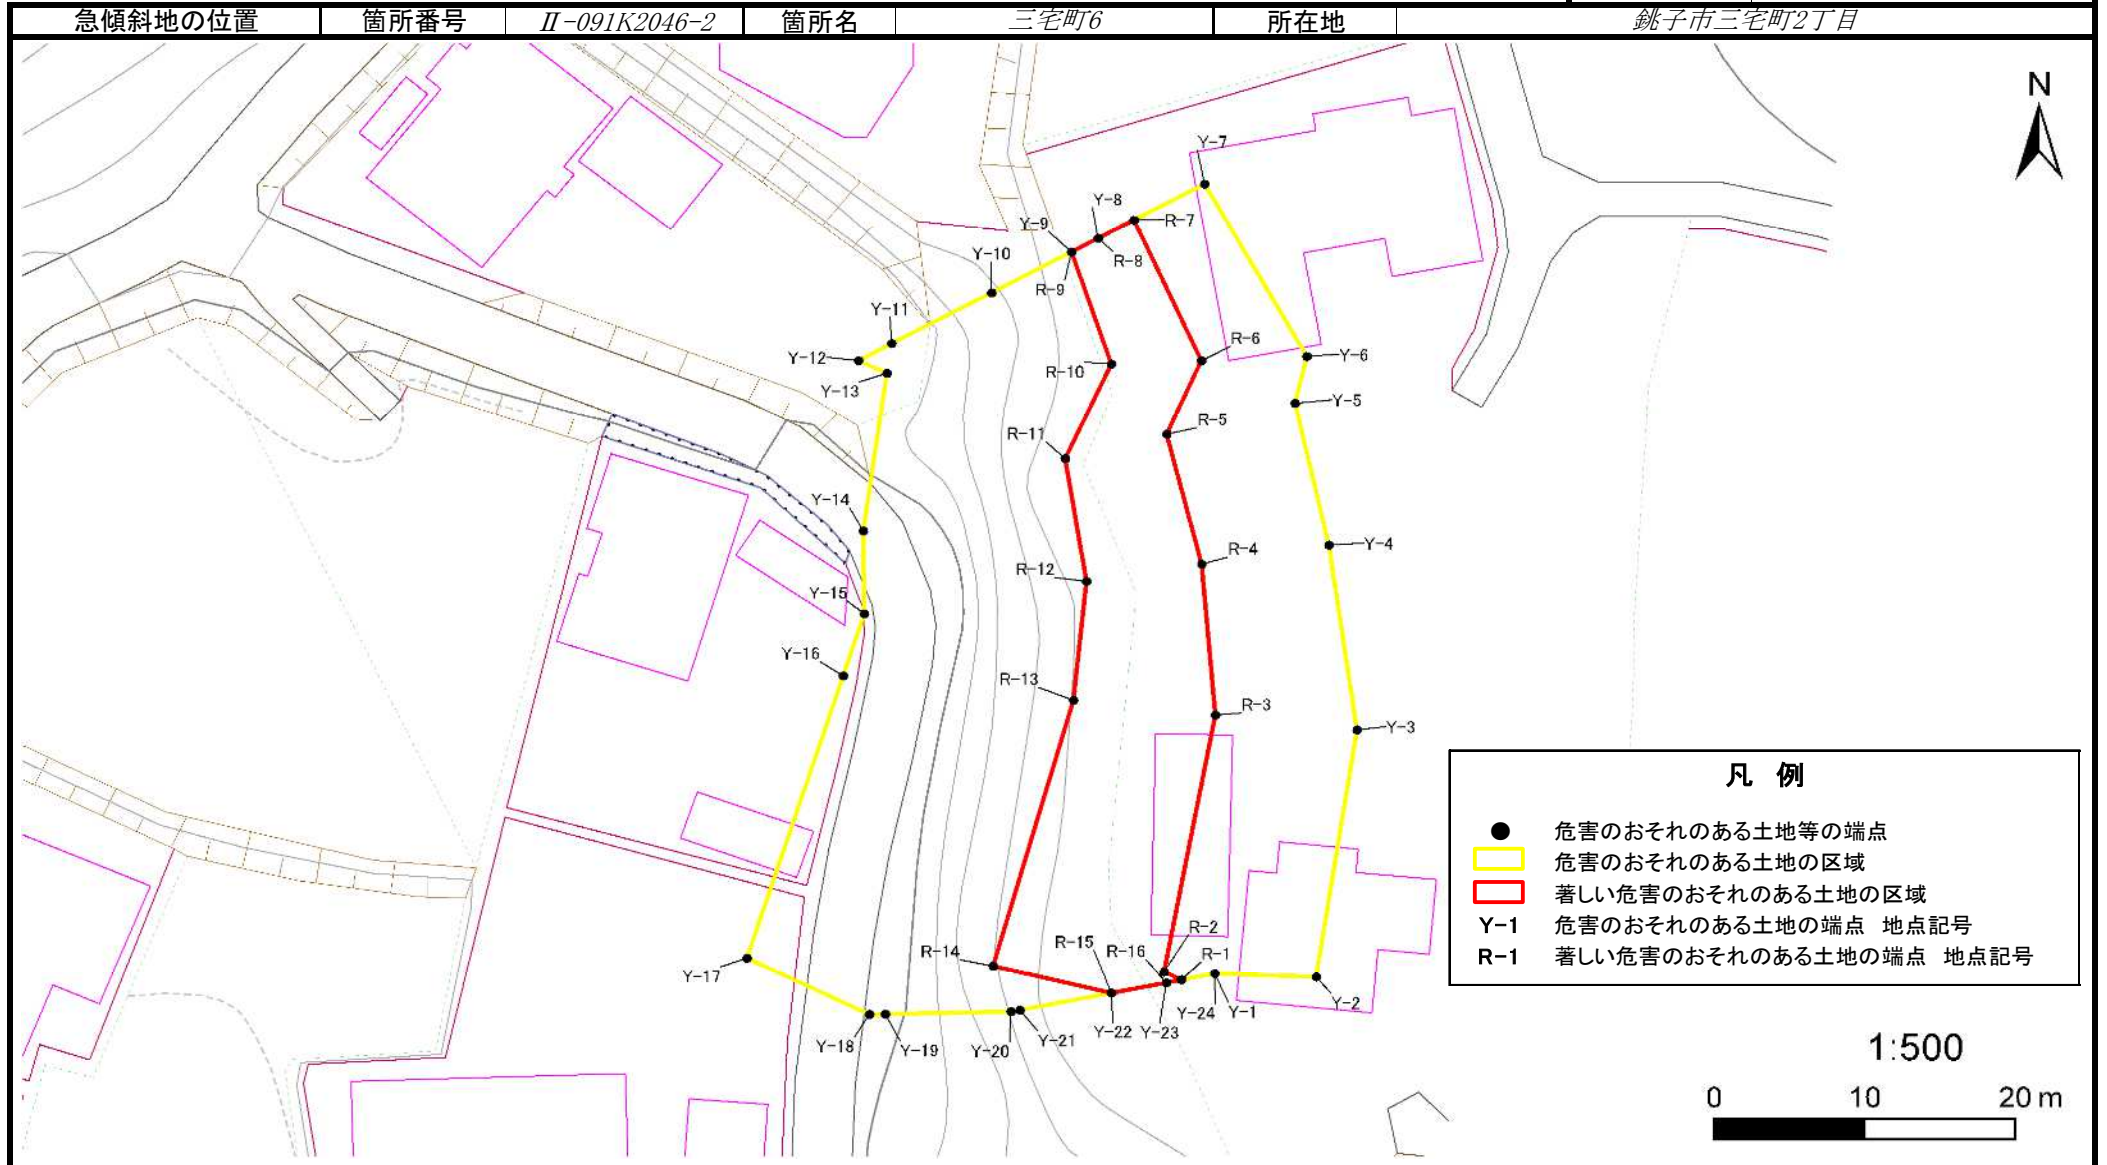 急傾斜地の位置 箇所番号 Ⅱ-091K2046-2 箇所名 三宅町6 所在地 銚子市三宅町2丁目
N
Y-7
Y-8
Y-9
R-7
R-8
Y-10
R-9
Y-11
Y-12
Y-13
R-10
R-6
Y-6
Y-5
R-5
R-11
Y-14
Y-4
R-4
R-12
Y-15
Y-16
R-13
R-3
Y-3
R-2
R-15
R-16
R-1
R-14
Y-17
Y-18
Y-19
Y-20
Y-21
Y-22
Y-23
Y-24
Y-1
Y-2
凡 例
危害のおそれのある土地等の端点
危害のおそれのある土地の区域
著しい危害のおそれのある土地の区域
Y-1 危害のおそれのある土地の端点 地点記号
R-1 著しい危害のおそれのある土地の端点 地点記号
1:500
0 10 20 m